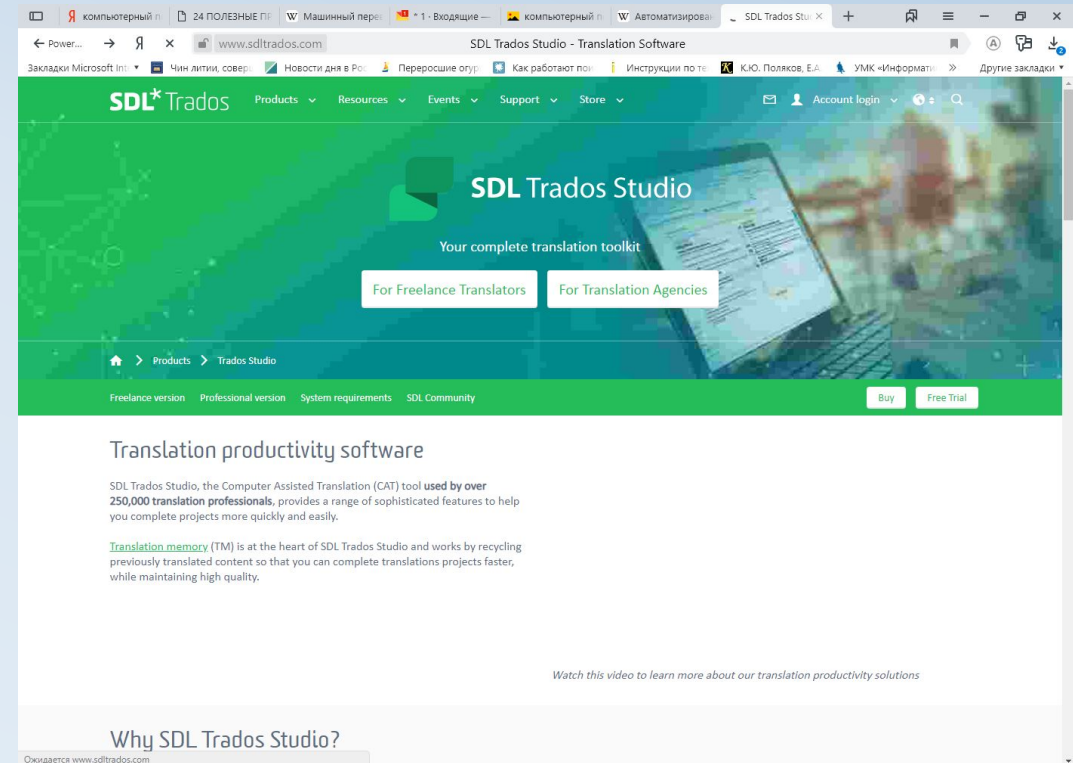 компьютерный п
24 ПОЛЕЗНЫЕ ПР
W Машинный перев
* 1 · Входящие —
компьютерный п
W Автоматизирован
SDL Trados Stu
Power...
Я
www.sdltrados.com
SDL Trados Studio - Translation Software
Закладки Microsoft Int
Чин литии, совер
Новости дня в Рос
Переросшие огур
Как работают пои
Инструкции по те
К.Ю. Поляков, Е.А
УМК «Информати
Другие закладки
SDL* Trados Products Resources Events Support Store Account login
SDL Trados Studio
Your complete translation toolkit
For Freelance Translators For Translation Agencies
Products Trados Studio
Freelance version Professional version System requirements SDL Community Buy Free Trial
Translation productivity software
SDL Trados Studio, the Computer Assisted Translation (CAT) tool used by over
250,000 translation professionals, provides a range of sophisticated features to help
you complete projects more quickly and easily.
Translation memory (TM) is at the heart of SDL Trados Studio and works by recycling
previously translated content so that you can complete translations projects faster,
while maintaining high quality.
Watch this video to learn more about our translation productivity solutions
Why SDL Trados Studio?
Ожидается www.sdltrados.com